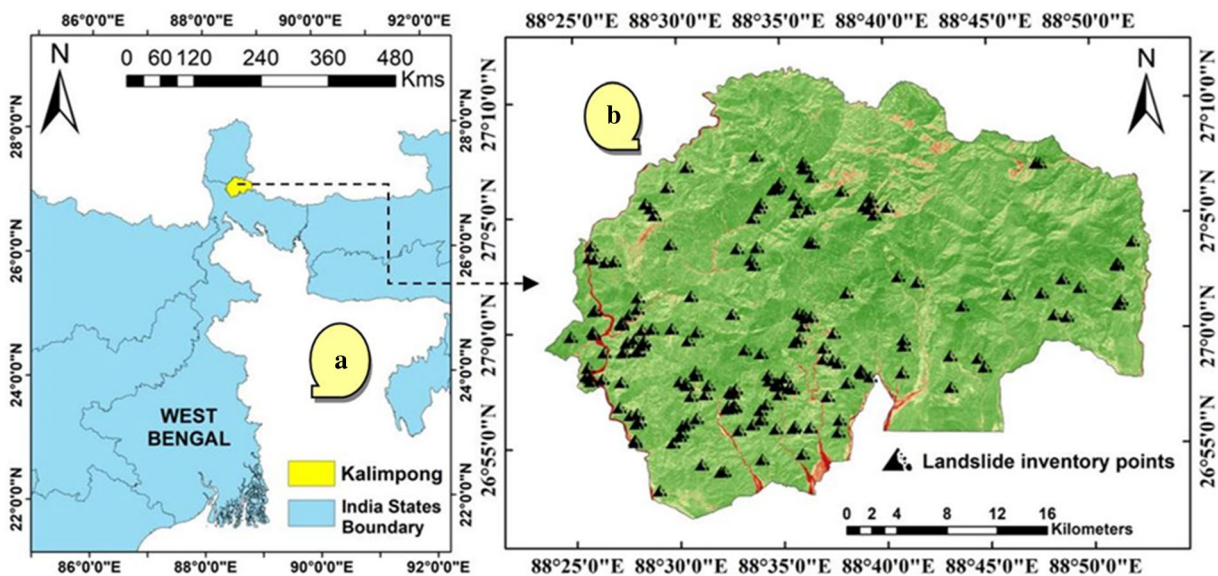 86°0'0"E 88°0'0"E 90°0'0"E 92°0'0"E
N
0 60 120 240 360 480
Kms
28°0'0"N
26°0'0"N
24°0'0"N
22°0'0"N
28°0'0"N
26°0'0"N
24°0'0"N
22°0'0"N
a
WEST
BENGAL
Kalimpong
India States
Boundary
86°0'0"E 88°0'0"E 90°0'0"E 92°0'0"E
88°25'0"E 88°30'0"E 88°35'0"E 88°40'0"E 88°45'0"E 88°50'0"E
b
N
27°10'0"N
27°5'0"N
27°0'0"N
26°55'0"N
27°10'0"N
27°5'0"N
27°0'0"N
26°55'0"N
Landslide inventory points
0 2 4 8 12 16
Kilometers
88°25'0"E 88°30'0"E 88°35'0"E 88°40'0"E 88°45'0"E 88°50'0"E